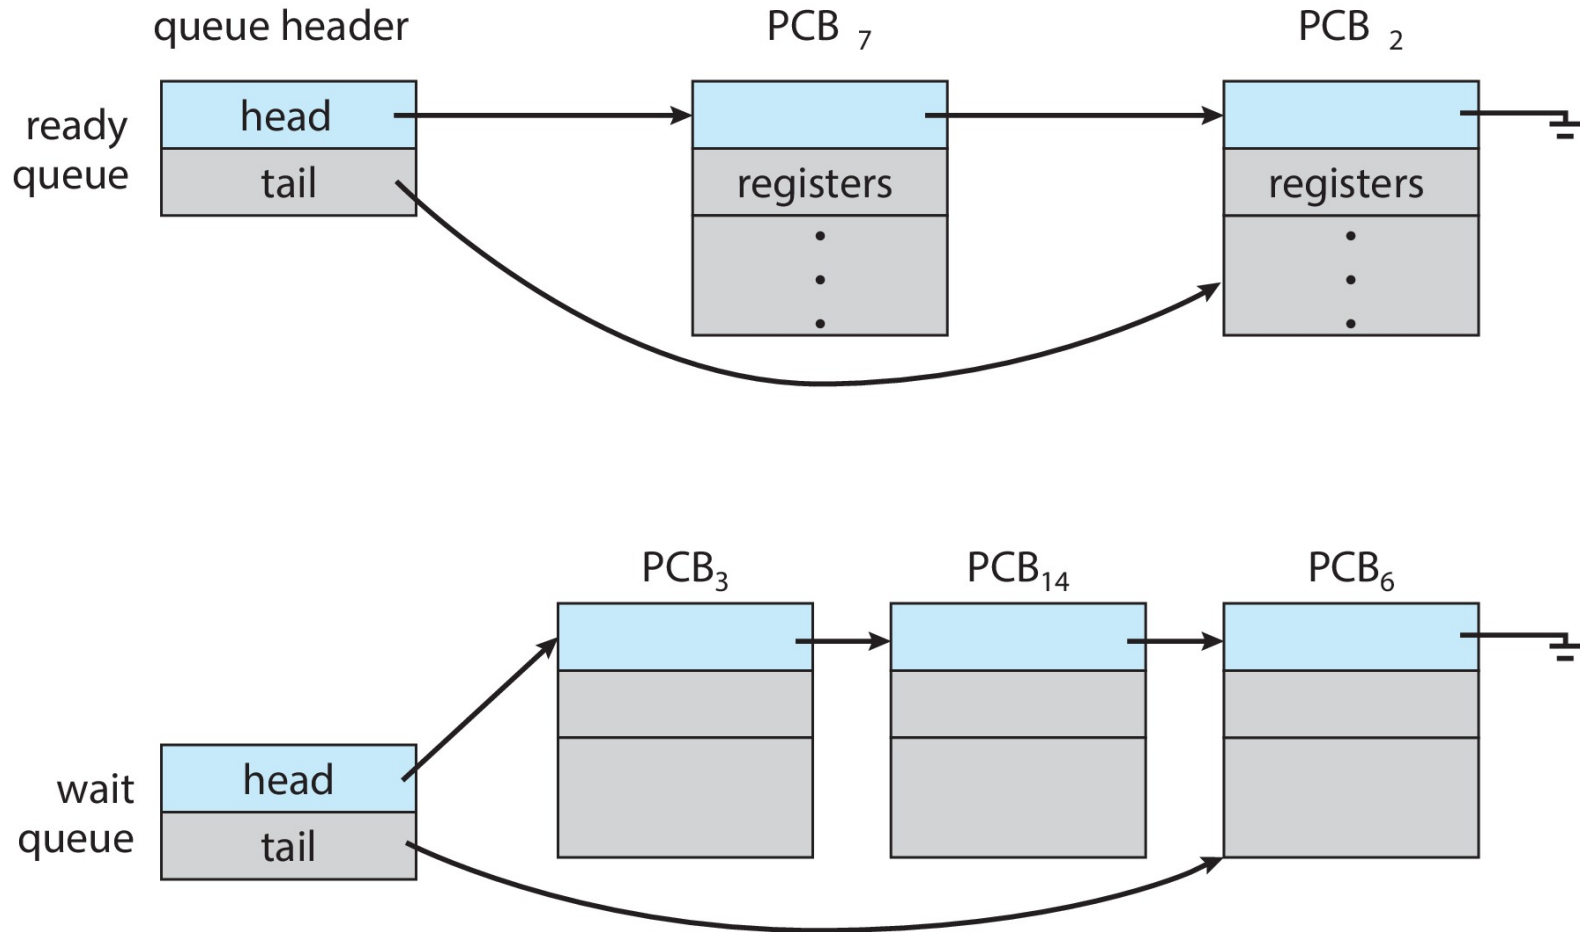 queue header
PCB 7
PCB 2
ready
queue
head
tail
registers
registers
PCB3
PCB14
PCB6
wait
queue
head
tail